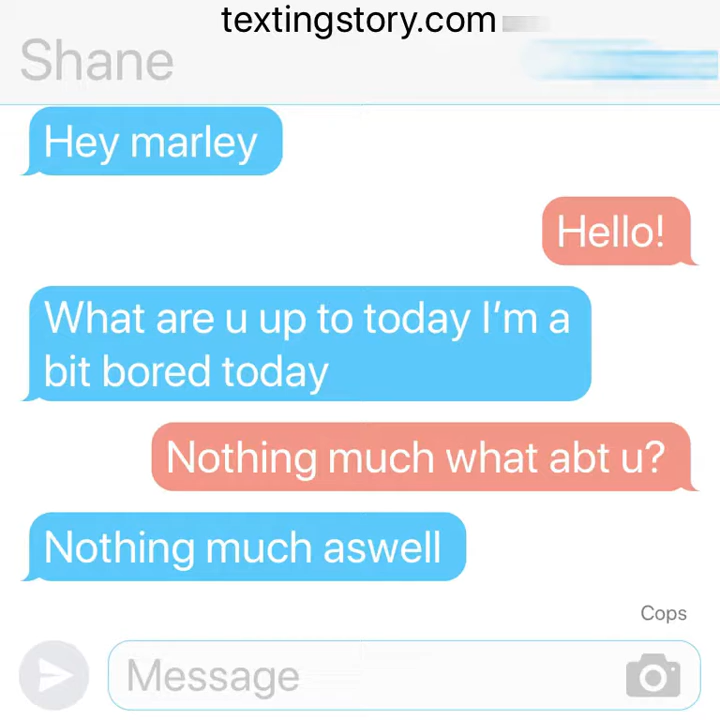 textingstory.com
Shane
Hey marley
Hello!
What are u up to today I’m a
bit bored today
Nothing much what abt u?
Nothing much aswell
Cops
Message